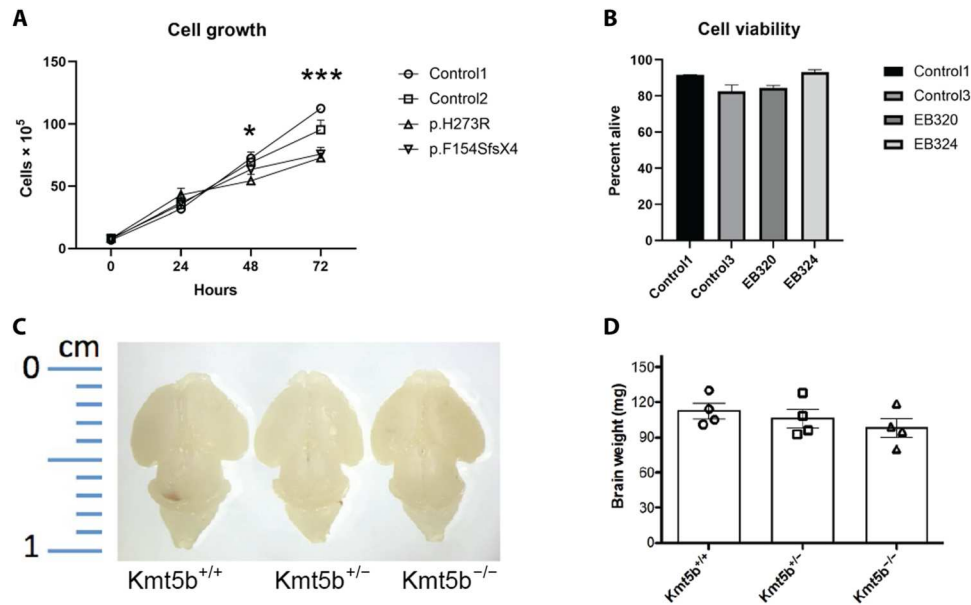 A
Cell growth
150
100
50
0
Cells × 10⁵
0 24 48 72
Hours
*
***
Control1
Control2
p.H273R
p.F154SfsX4
B
Cell viability
100
80
60
40
20
0
Percent alive
Control1
Control3
EB320
EB324
Control1
Control3
EB320
EB324
C
cm
0
1
Kmt5b⁺/⁺ Kmt5b⁺/⁻ Kmt5b⁻/⁻
D
150
120
90
60
30
0
Brain weight (mg)
Kmt5b⁺/⁺
Kmt5b⁺/⁻
Kmt5b⁻/⁻